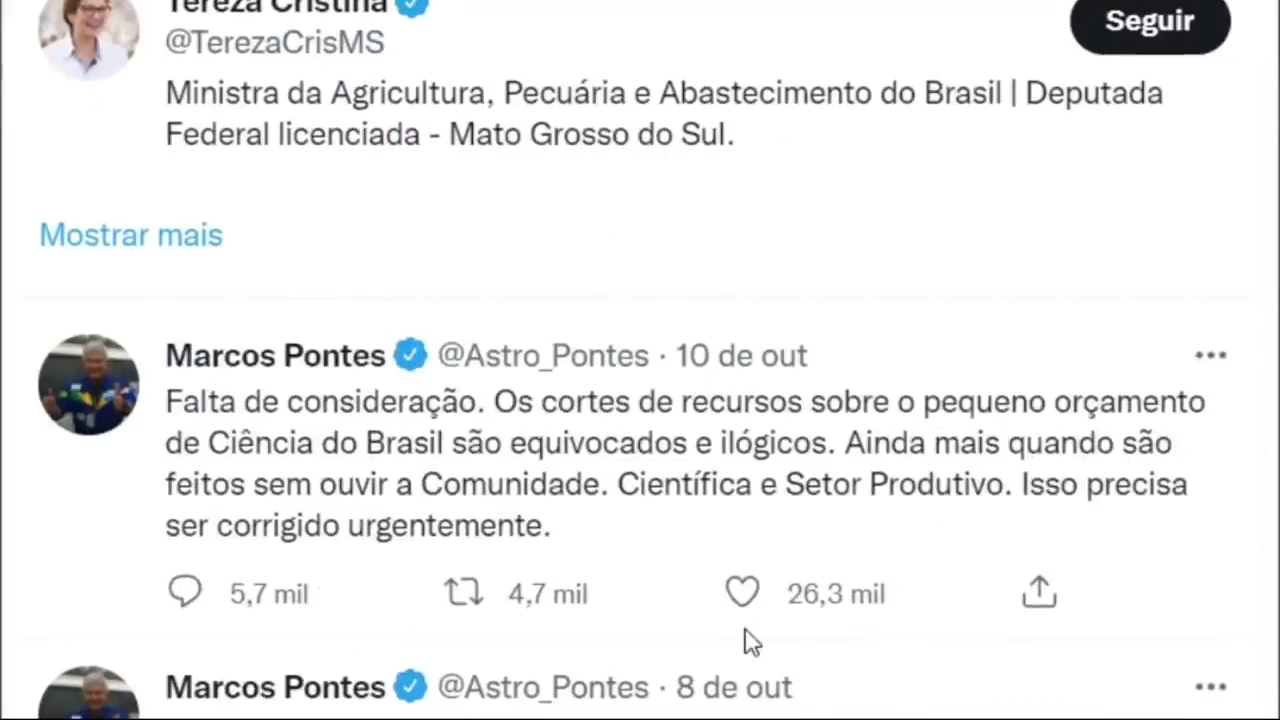 Tereza Cristina
@TerezaCrisMS
Seguir
Ministra da Agricultura, Pecuária e Abastecimento do Brasil | Deputada
Federal licenciada - Mato Grosso do Sul.
Mostrar mais
Marcos Pontes @Astro_Pontes · 10 de out
Falta de consideração. Os cortes de recursos sobre o pequeno orçamento
de Ciência do Brasil são equivocados e ilógicos. Ainda mais quando são
feitos sem ouvir a Comunidade. Científica e Setor Produtivo. Isso precisa
ser corrigido urgentemente.
5,7 mil 4,7 mil 26,3 mil
Marcos Pontes @Astro_Pontes · 8 de out